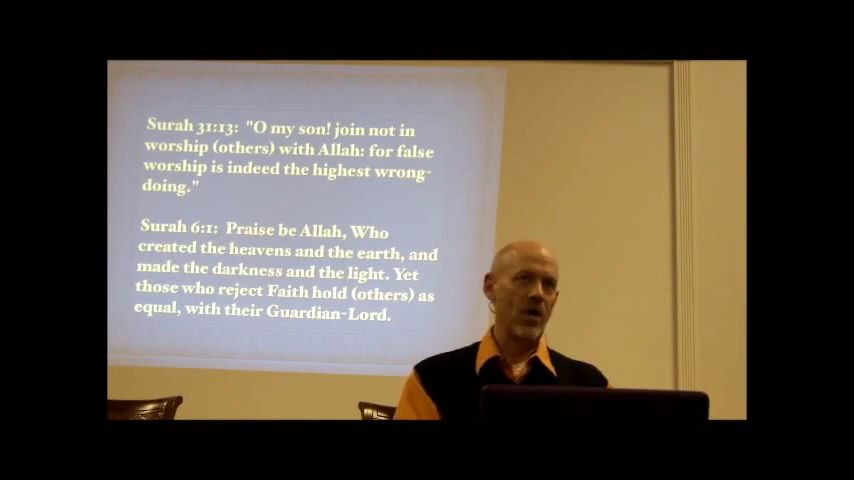 Surah 31:13: "O my son! join not in
worship (others) with Allah: for false
worship is indeed the highest wrong-
doing."
Surah 6:1: Praise be Allah, Who
created the heavens and the earth, and
made the darkness and the light. Yet
those who reject Faith hold (others) as
equal, with their Guardian-Lord.